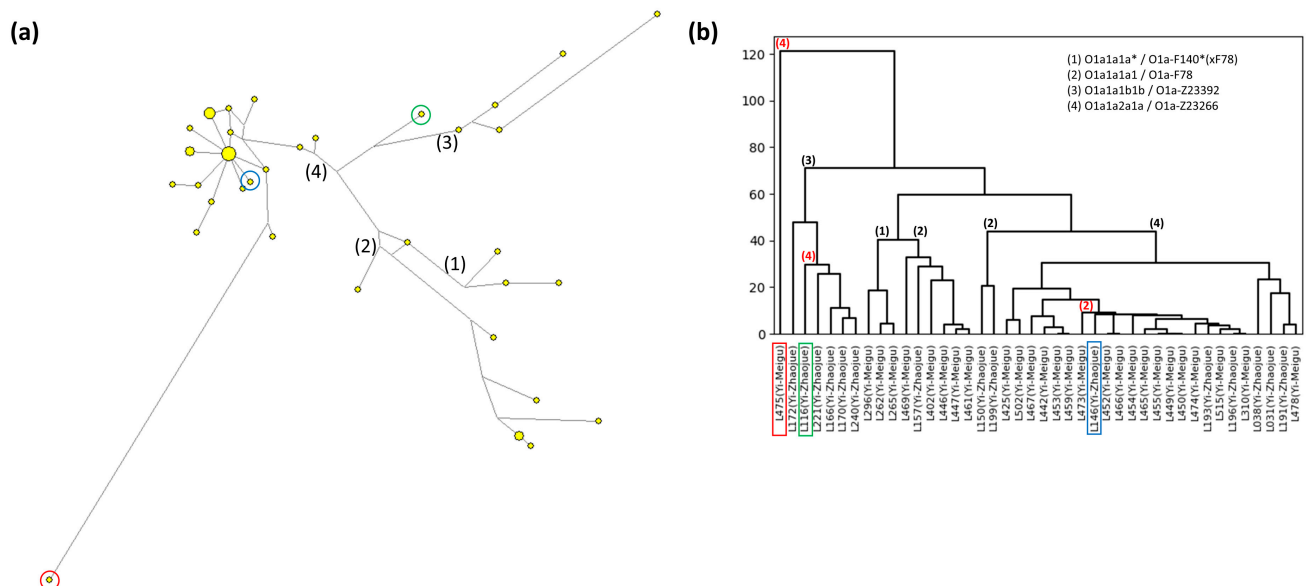 (a)
(3)
(4)
(2)
(1)
(b)
(1) O1a1a1a* / O1a-F140*(xF78)
(2) O1a1a1a1 / O1a-F78
(3) O1a1a1b1b / O1a-Z23392
(4) O1a1a2a1a / O1a-Z23266
120
100
80
60
40
20
0
(4)
(3)
(4)
(1)
(2)
(2)
(4)
(2)
L475(Yi-Meigu)
L172(Yi-Zhaojue)
L116(Yi-Zhaojue)
L221(Yi-Zhaojue)
L166(Yi-Zhaojue)
L170(Yi-Zhaojue)
L240(Yi-Zhaojue)
L296(Yi-Meigu)
L262(Yi-Meigu)
L265(Yi-Meigu)
L469(Yi-Meigu)
L157(Yi-Zhaojue)
L402(Yi-Meigu)
L446(Yi-Meigu)
L447(Yi-Meigu)
L461(Yi-Meigu)
L150(Yi-Zhaojue)
L199(Yi-Zhaojue)
L425(Yi-Meigu)
L502(Yi-Meigu)
L467(Yi-Meigu)
L442(Yi-Meigu)
L453(Yi-Meigu)
L459(Yi-Meigu)
L473(Yi-Meigu)
L146(Yi-Zhaojue)
L452(Yi-Meigu)
L466(Yi-Meigu)
L454(Yi-Meigu)
L465(Yi-Meigu)
L455(Yi-Meigu)
L449(Yi-Meigu)
L450(Yi-Meigu)
L474(Yi-Meigu)
L193(Yi-Zhaojue)
L515(Yi-Meigu)
L196(Yi-Zhaojue)
L310(Yi-Meigu)
L038(Yi-Zhaojue)
L031(Yi-Zhaojue)
L191(Yi-Zhaojue)
L478(Yi-Meigu)